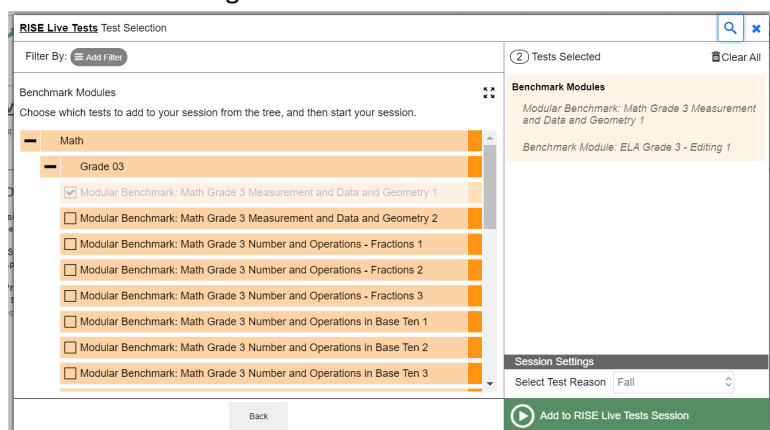 RISE Live Tests Test Selection
Filter By: Add Filter
Benchmark Modules
Choose which tests to add to your session from the tree, and then start your session.
Math
Grade 03
Modular Benchmark: Math Grade 3 Measurement and Data and Geometry 1
Modular Benchmark: Math Grade 3 Measurement and Data and Geometry 2
Modular Benchmark: Math Grade 3 Number and Operations - Fractions 1
Modular Benchmark: Math Grade 3 Number and Operations - Fractions 2
Modular Benchmark: Math Grade 3 Number and Operations - Fractions 3
Modular Benchmark: Math Grade 3 Number and Operations in Base Ten 1
Modular Benchmark: Math Grade 3 Number and Operations in Base Ten 2
Modular Benchmark: Math Grade 3 Number and Operations in Base Ten 3
Back
2 Tests Selected Clear All
Benchmark Modules
Modular Benchmark: Math Grade 3 Measurement
and Data and Geometry 1
Benchmark Module: ELA Grade 3 - Editing 1
Session Settings
Select Test Reason Fall
Add to RISE Live Tests Session